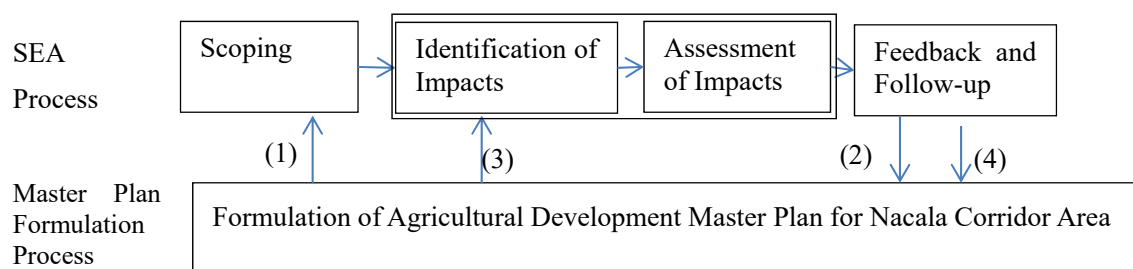 SEA
Process
Scoping
Identification of
Impacts
Assessment
of Impacts
Feedback and
Follow-up
(1)
(3)
(2)
(4)
Master Plan
Formulation
Process
Formulation of Agricultural Development Master Plan for Nacala Corridor Area